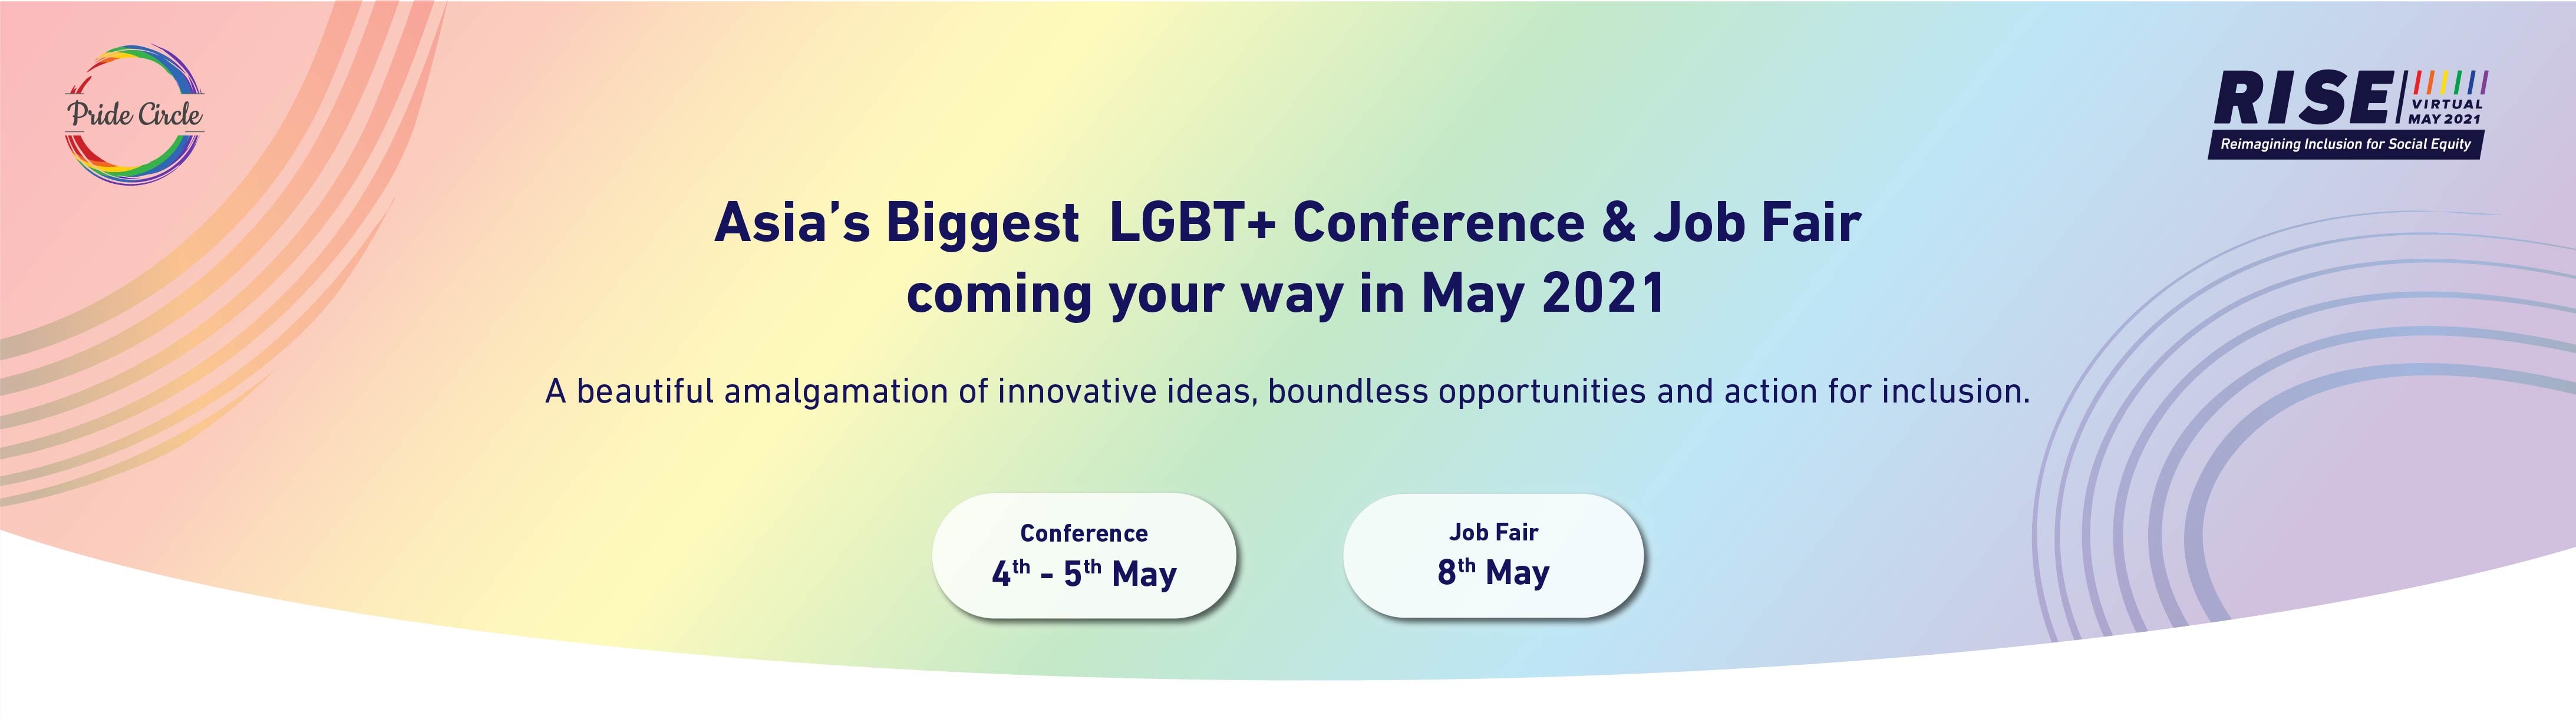 Pride Circle
RISE
VIRTUAL
MAY 2021
Reimagining Inclusion for Social Equity
Asia's Biggest LGBT+ Conference & Job Fair
coming your way in May 2021
A beautiful amalgamation of innovative ideas, boundless opportunities and action for inclusion.
Conference
4th - 5th May
Job Fair
8th May